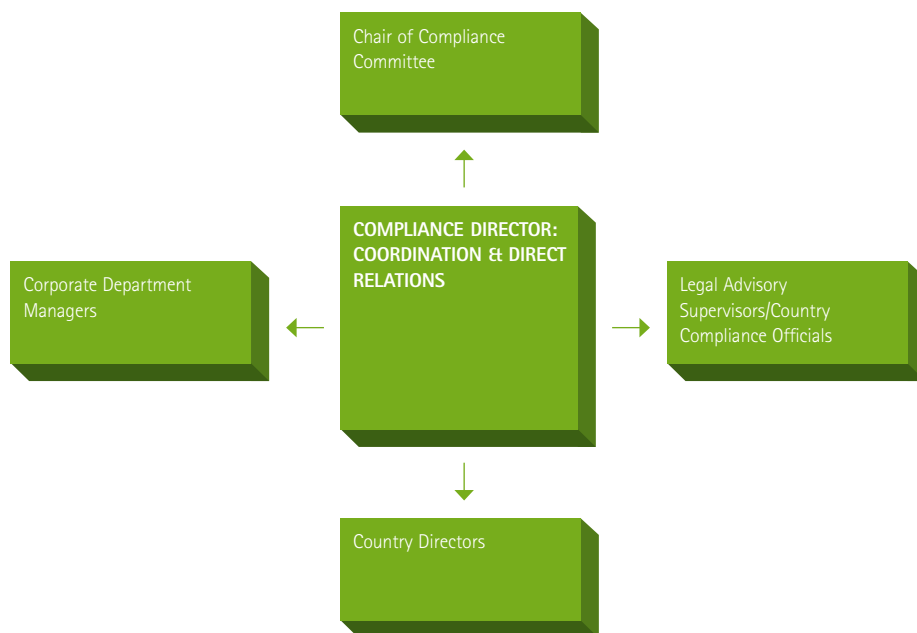 Chair of Compliance
Committee
COMPLIANCE DIRECTOR:
COORDINATION & DIRECT
RELATIONS
Corporate Department
Managers
Legal Advisory
Supervisors/Country
Compliance Officials
Country Directors